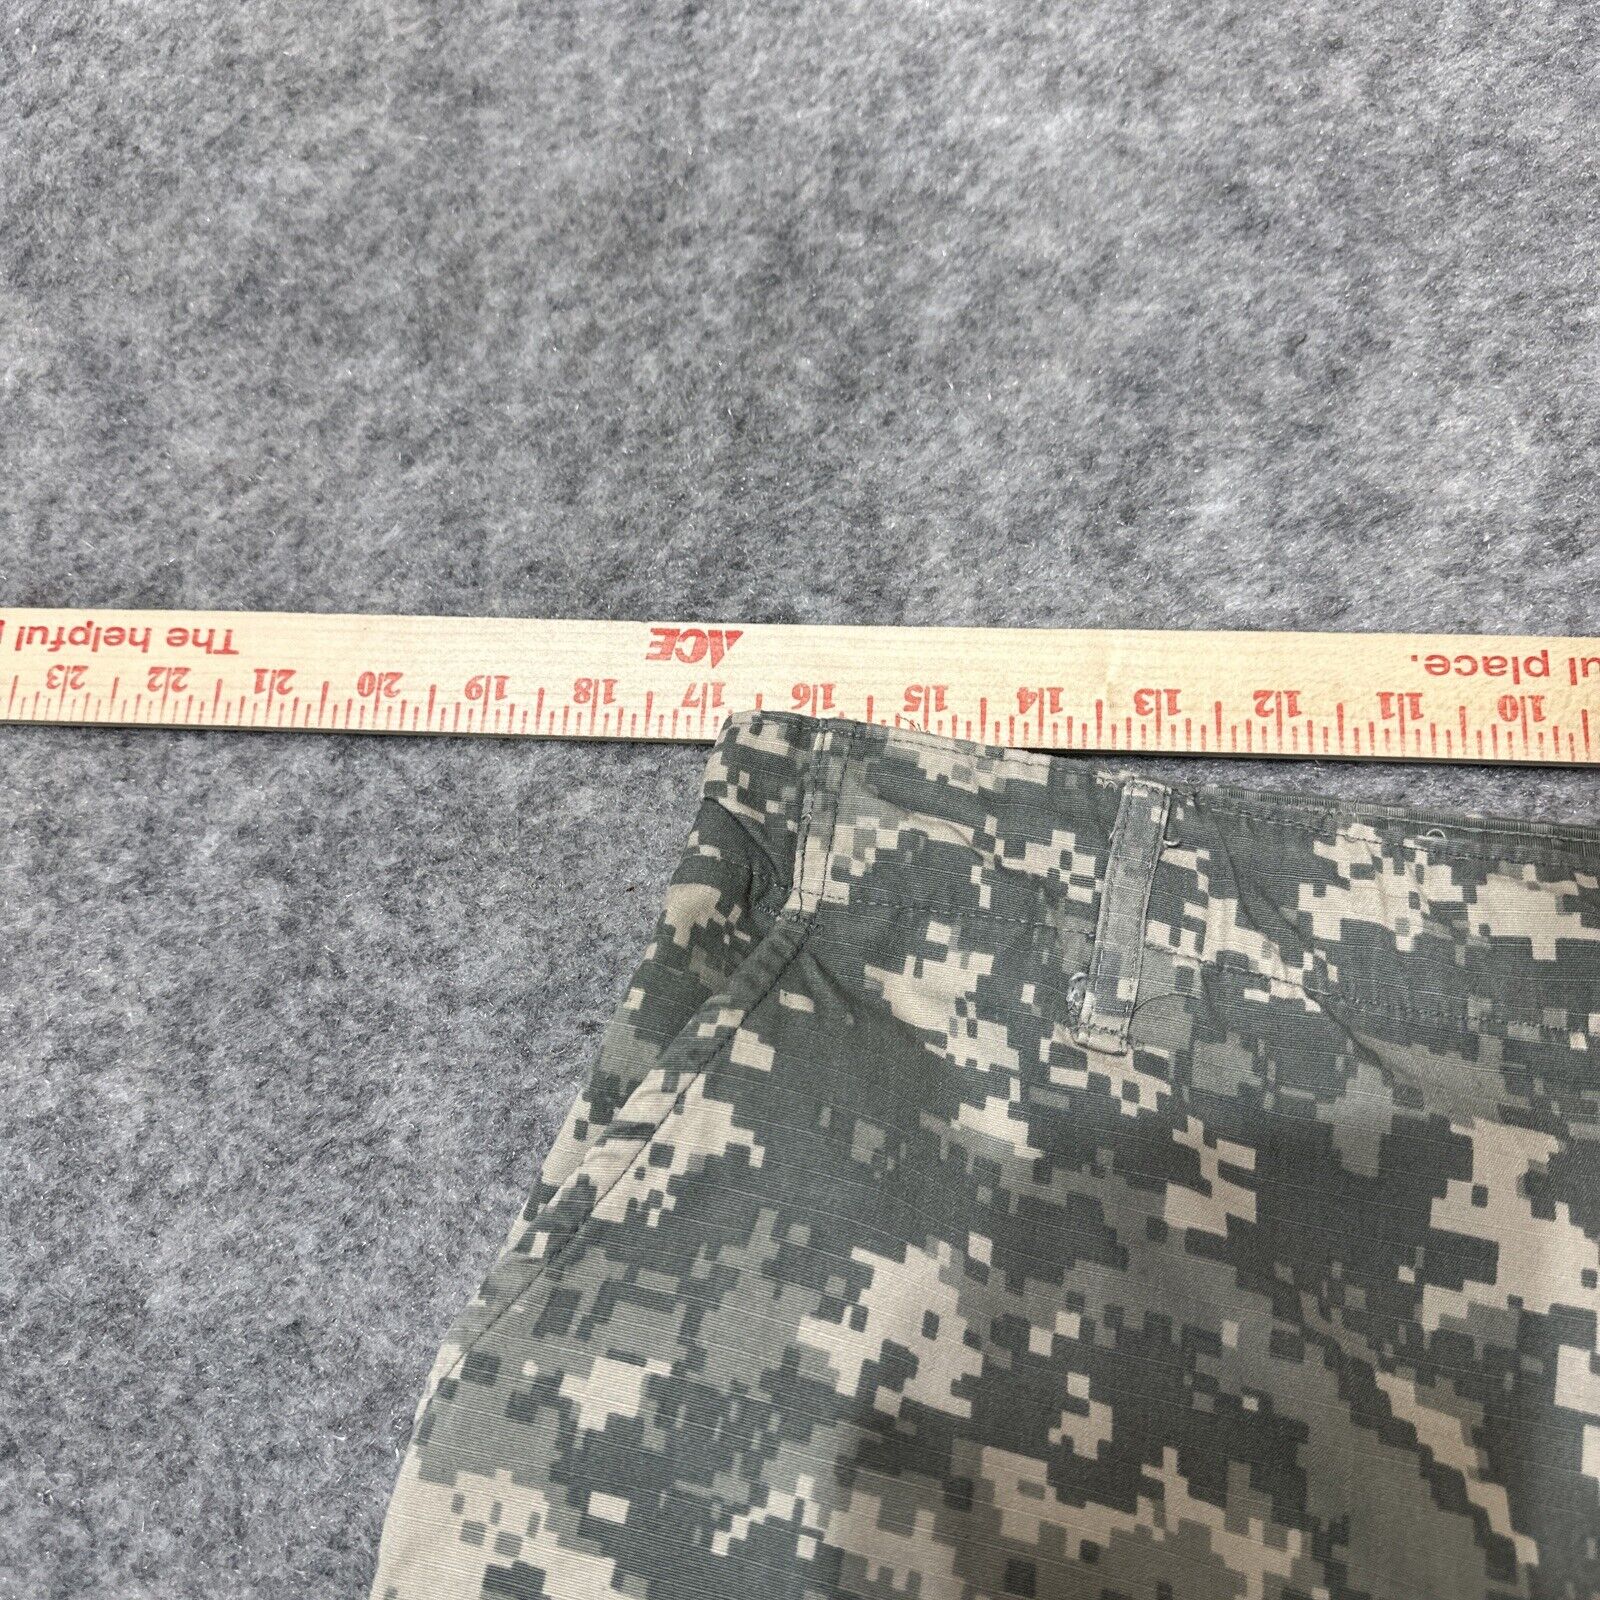 10 11 12 13 14 15 16 17 18 19 20 21 22 23
ul place. ACE The helpful p